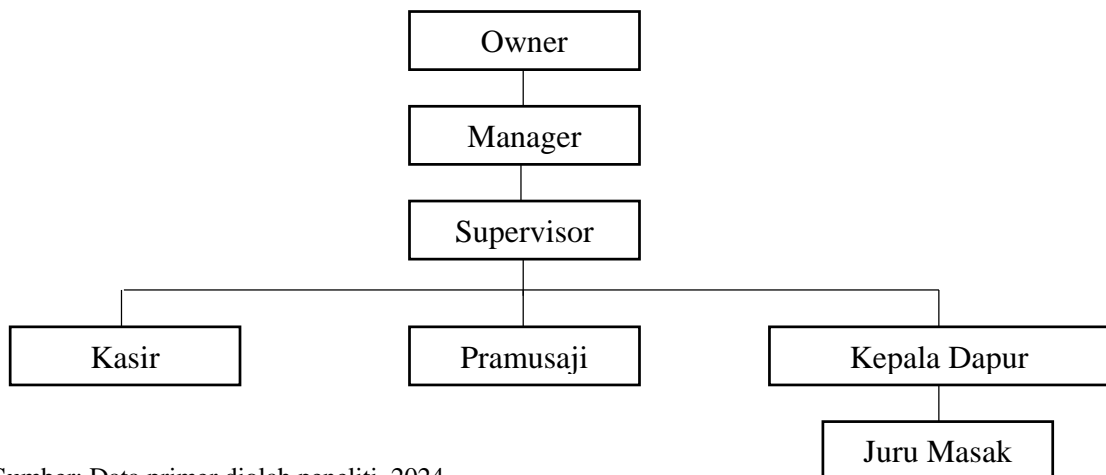 Owner
Manager
Supervisor
Kasir
Pramusaji
Kepala Dapur
Juru Masak
Sumber: Data primer diolah peneliti, 2024